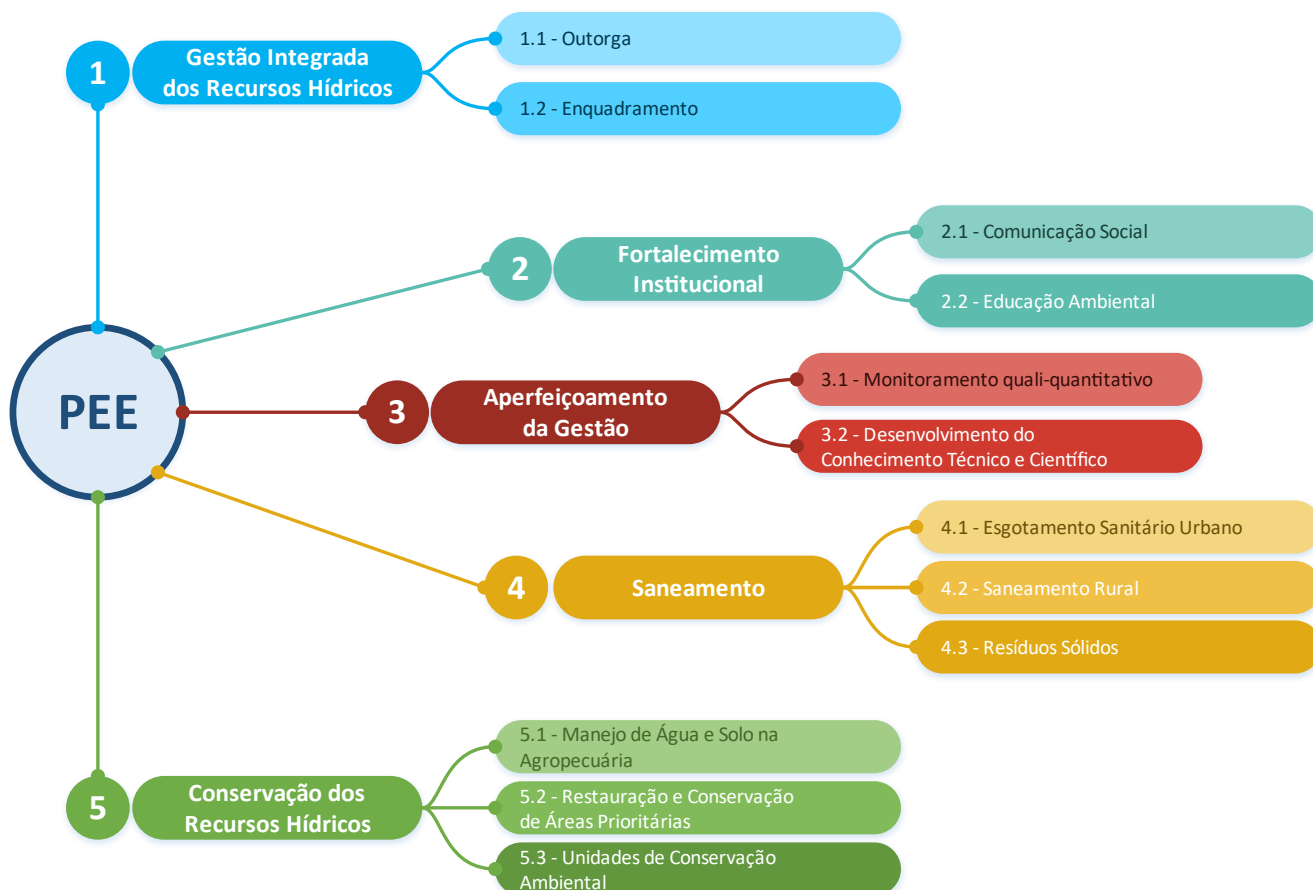 1
Gestão Integrada
dos Recursos Hídricos
1.1 - Outorga
1.2 - Enquadramento
2
Fortalecimento
Institucional
2.1 - Comunicação Social
2.2 - Educação Ambiental
PEE
3
Aperfeiçoamento
da Gestão
3.1 - Monitoramento quali-quantitativo
3.2 - Desenvolvimento do
Conhecimento Técnico e Científico
4
Saneamento
4.1 - Esgotamento Sanitário Urbano
4.2 - Saneamento Rural
4.3 - Resíduos Sólidos
5
Conservação dos
Recursos Hídricos
5.1 - Manejo de Água e Solo na
Agropecuária
5.2 - Restauração e Conservação
de Áreas Prioritárias
5.3 - Unidades de Conservação
Ambiental